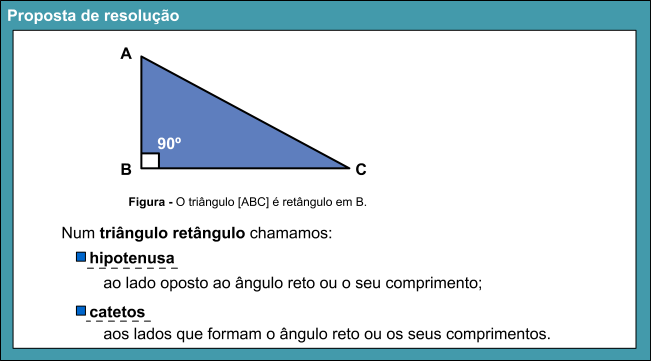 Proposta de resolução
A
90º
B
C
Figura - O triângulo [ABC] é retângulo em B.
Num triângulo retângulo chamamos:
hipotenusa
ao lado oposto ao ângulo reto ou o seu comprimento;
catetos
aos lados que formam o ângulo reto ou os seus comprimentos.